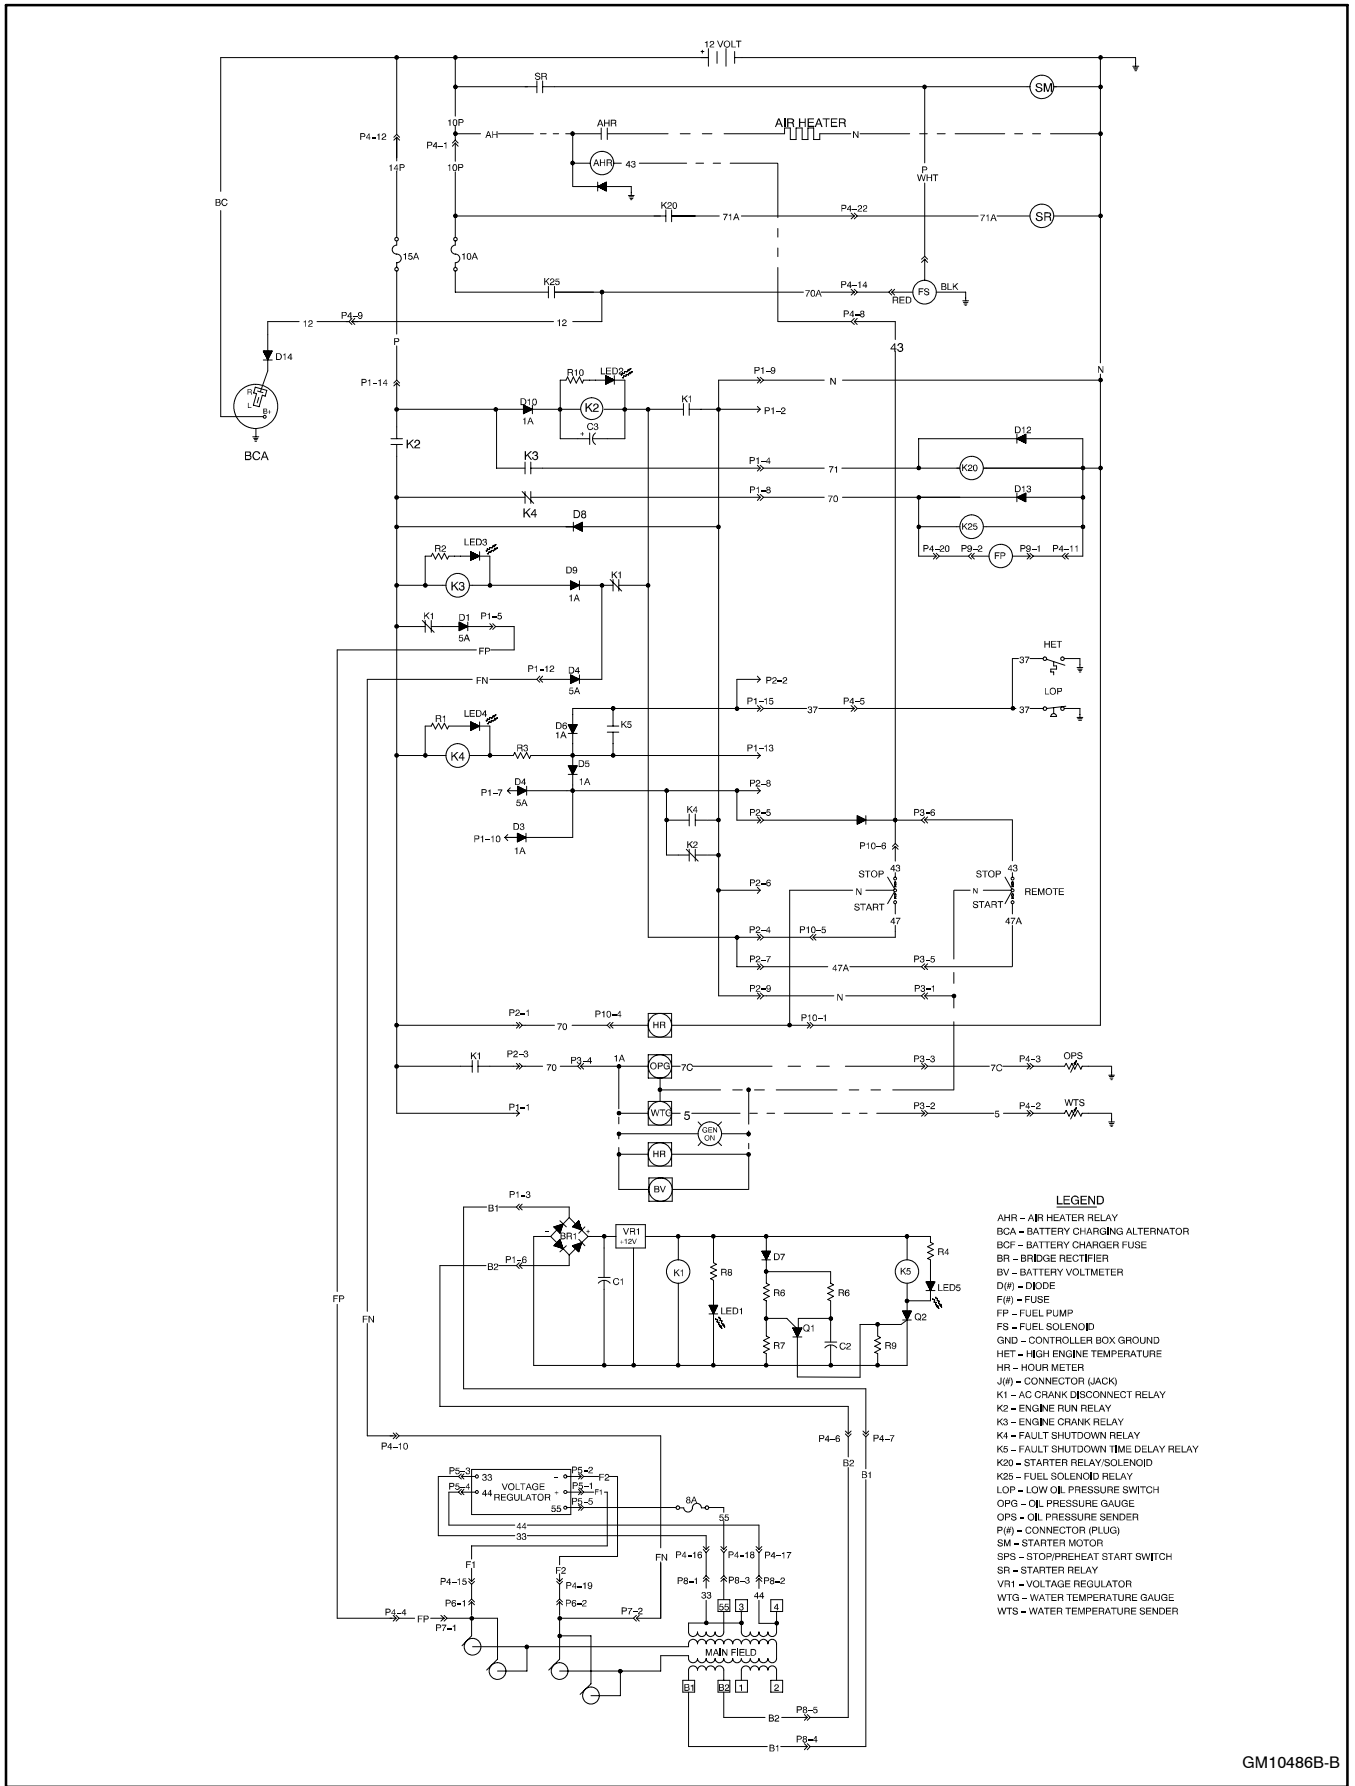 + 12 VOLT
SR
SM
10P
AHR
AIR HEATER
P4-12
AH
N
P4-1
14P
10P
AHR
43
P
WHT
BC
K20
71A
P4-22
71A
SR
15A
10A
K25
70A
P4-14
RED
FS
BLK
12
P4-9
12
P4-8
P
43
D14
R
L
B+
BCA
P1-14
R10
LED2
P1-9
N
N
D10
1A
K2
K1
P1-2
+
C3
D12
K2
K3
P1-4
71
K20
P1-8
70
D13
K4
D8
K25
R2
LED3
P4-20
P9-2
FP
P9-1
P4-11
K3
D9
1A
K1
K1
D1
5A
P1-5
FP
HET
37
P1-12
D4
5A
FN
P2-2
LOP
P1-15
37
P4-5
37
R1
LED4
D6
1A
K5
K4
R3
P1-13
D5
1A
P1-7
D4
5A
P2-8
K4
P2-5
P3-6
P1-10
D3
1A
K2
P10-6
43
43
STOP
STOP
P2-6
N
N
REMOTE
START
START
47
47A
P2-4
P10-5
P2-7
47A
P3-5
P2-9
N
P3-1
P2-1
70
P10-4
HR
P10-1
K1
P2-3
70
P3-4
1A
OPG
7C
P3-3
7C
P4-3
OPS
P1-1
WTG
5
P3-2
5
P4-2
WTS
GEN
ON
HR
BV
P1-3
B1
-
BR1
+
VR1
+12V
P1-6
B2
C1
K1
R8
D7
K5
R4
LED5
R6
R6
LED1
Q1
Q2
R7
C2
R9
FP
FN
P4-10
P4-6
P4-7
B2
B1
P5-3
33
-
P5-2
F2
P5-4
44
VOLTAGE
REGULATOR
+
P5-1
F1
55
P5-5
8A
55
44
33
F1
F2
FN
P4-16
P4-18
P4-17
P4-15
P4-19
P8-1
P8-3
P8-2
P6-1
P6-2
33
44
P4-4
FP
P7-1
P7-2
55
3
4
MAIN FIELD
B1
B2
1
2
B2
P8-5
B1
P8-4
LEGEND
AHR – AIR HEATER RELAY
BCA – BATTERY CHARGING ALTERNATOR
BCF – BATTERY CHARGER FUSE
BR – BRIDGE RECTIFIER
BV – BATTERY VOLTMETER
D(#) – DIODE
F(#) – FUSE
FP – FUEL PUMP
FS – FUEL SOLENOID
GND – CONTROLLER BOX GROUND
HET – HIGH ENGINE TEMPERATURE
HR – HOUR METER
J(#) – CONNECTOR (JACK)
K1 – AC CRANK DISCONNECT RELAY
K2 – ENGINE RUN RELAY
K3 – ENGINE CRANK RELAY
K4 – FAULT SHUTDOWN RELAY
K5 – FAULT SHUTDOWN TIME DELAY RELAY
K20 – STARTER RELAY/SOLENOID
K25 – FUEL SOLENOID RELAY
LOP – LOW OIL PRESSURE SWITCH
OPG – OIL PRESSURE GAUGE
OPS – OIL PRESSURE SENDER
P(#) – CONNECTOR (PLUG)
SM – STARTER MOTOR
SPS – STOP/PREHEAT START SWITCH
SR – STARTER RELAY
VR1 – VOLTAGE REGULATOR
WTG – WATER TEMPERATURE GAUGE
WTS – WATER TEMPERATURE SENDER
GM10486B-B